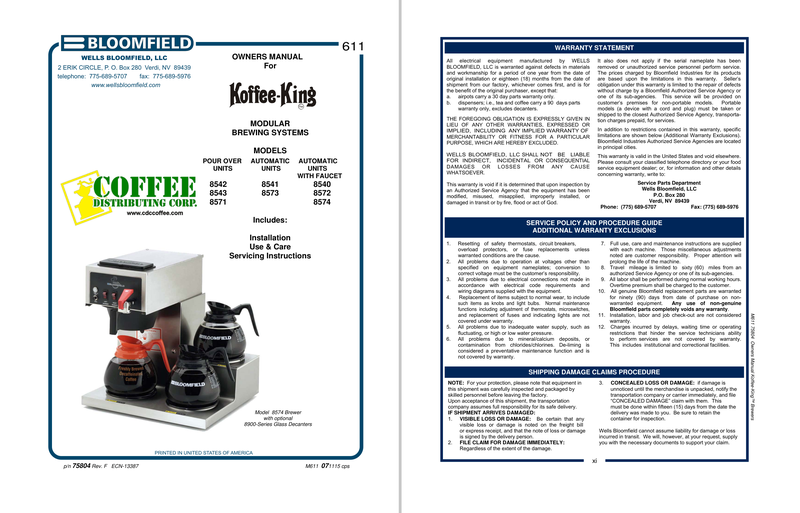 BLOOMFIELD
WELLS BLOOMFIELD, LLC
2 ERIK CIRCLE, P. O. Box 280 Verdi, NV 89439
telephone: 775-689-5707 fax: 775-689-5976
www.wellsbloomfield.com
611
OWNERS MANUAL
For
Koffee-King
MODULAR
BREWING SYSTEMS
MODELS
POUR OVER UNITS
8542
8543
8571
AUTOMATIC UNITS
8541
8573
AUTOMATIC UNITS WITH FAUCET
8540
8572
8574
COFFEE
DISTRIBUTING CORP.
www.cdccoffee.com
Includes:
Installation
Use & Care
Servicing Instructions
BLOOMFIELD
BLOOMFIELD
BLOOMFIELD
Model 8574 Brewer
with optional
8900-Series Glass Decanters
PRINTED IN UNITED STATES OF AMERICA
p/n 75804 Rev. F ECN-13387
M611 071115 cps
WARRANTY STATEMENT
All electrical equipment manufactured by WELLS
BLOOMFIELD, LLC is warranted against defects in materials
and workmanship for a period of one year from the date of
original installation or eighteen (18) months from the date of
shipment from our factory, whichever comes first, and is for
the benefit of the original purchaser, except that:
a. airpots carry a 30 day parts warranty only.
b. dispensers; i.e., tea and coffee carry a 90 days parts
warranty only, excludes decanters.
THE FOREGOING OBLIGATION IS EXPRESSLY GIVEN IN
LIEU OF ANY OTHER WARRANTIES, EXPRESSED OR
IMPLIED, INCLUDING ANY IMPLIED WARRANTY OF
MERCHANTABILITY OR FITNESS FOR A PARTICULAR
PURPOSE, WHICH ARE HEREBY EXCLUDED.
WELLS BLOOMFIELD, LLC SHALL NOT BE LIABLE
FOR INDIRECT, INCIDENTAL OR CONSEQUENTIAL
DAMAGES OR LOSSES FROM ANY CAUSE
WHATSOEVER.
This warranty is void if it is determined that upon inspection by
an Authorized Service Agency that the equipment has been
modified, misused, misapplied, improperly installed, or
damaged in transit or by fire, flood or act of God.
It also does not apply if the serial nameplate has been
removed or unauthorized service personnel perform service.
The prices charged by Bloomfield Industries for its products
are based upon the limitations in this warranty. Seller's
obligation under this warranty is limited to the repair of defects
without charge by a Bloomfield Authorized Service Agency or
one of its sub-agencies. This service will be provided on
customer's premises for non-portable models. Portable
models (a device with a cord and plug) must be taken or
shipped to the closest Authorized Service Agency, transporta-
tion charges prepaid, for services.
In addition to restrictions contained in this warranty, specific
limitations are shown below (Additional Warranty Exclusions).
Bloomfield Industries Authorized Service Agencies are located
in principal cities.
This warranty is valid in the United States and void elsewhere.
Please consult your classified telephone directory or your food
service equipment dealer; or, for information and other details
concerning warranty, write to:
Service Parts Department
Wells Bloomfield, LLC
P.O. Box 280
Verdi, NV 89439
Phone: (775) 689-5707 Fax: (775) 689-5976
SERVICE POLICY AND PROCEDURE GUIDE
ADDITIONAL WARRANTY EXCLUSIONS
1. Resetting of safety thermostats, circuit breakers,
overload protectors, or fuse replacements unless
warranted conditions are the cause.
2. All problems due to operation at voltages other than
specified on equipment nameplates; conversion to
correct voltage must be the customer's responsibility.
3. All problems due to electrical connections not made in
accordance with electrical code requirements and
wiring diagrams supplied with the equipment.
4. Replacement of items subject to normal wear, to include
such items as knobs and light bulbs. Normal maintenance
functions including adjustment of thermostats, microswitches,
and replacement of fuses and indicating lights are not
covered under warranty.
5. All problems due to inadequate water supply, such as
fluctuating, or high or low water pressure.
6. All problems due to mineral/calcium deposits, or
contamination from chlorides/chlorines. De-liming is
considered a preventative maintenance function and is
not covered by warranty.
7. Full use, care and maintenance instructions are supplied
with each machine. Those miscellaneous adjustments
noted are customer responsibility. Proper attention will
prolong the life of the machine.
8. Travel mileage is limited to sixty (60) miles from an
authorized Service Agency or one of its sub-agencies.
9. All labor shall be performed during normal working hours.
Overtime premium shall be charged to the customer.
10. All genuine Bloomfield replacement parts are warranted
for ninety (90) days from date of purchase on non-
warranted equipment. Any use of non-genuine
Bloomfield parts completely voids any warranty.
11. Installation, labor and job check-out are not considered
warranty.
12. Charges incurred by delays, waiting time or operating
restrictions that hinder the service technicians ability
to perform services are not covered by warranty.
This includes institutional and correctional facilities.
SHIPPING DAMAGE CLAIMS PROCEDURE
NOTE: For your protection, please note that equipment in
this shipment was carefully inspected and packaged by
skilled personnel before leaving the factory.
Upon acceptance of this shipment, the transportation
company assumes full responsibility for its safe delivery.
IF SHIPMENT ARRIVES DAMAGED:
1. VISIBLE LOSS OR DAMAGE: Be certain that any
visible loss or damage is noted on the freight bill
or express receipt, and that the note of loss or damage
is signed by the delivery person.
2. FILE CLAIM FOR DAMAGE IMMEDIATELY:
Regardless of the extent of the damage.
3. CONCEALED LOSS OR DAMAGE: if damage is
unnoticed until the merchandise is unpacked, notify the
transportation company or carrier immediately, and file
"CONCEALED DAMAGE" claim with them. This
must be done within fifteen (15) days from the date the
delivery was made to you. Be sure to retain the
container for inspection.
Wells Bloomfield cannot assume liability for damage or loss
incurred in transit. We will, however, at your request, supply
you with the necessary documents to support your claim.
xi
M611 75804 Owners Manual Koffee King™ Brewers